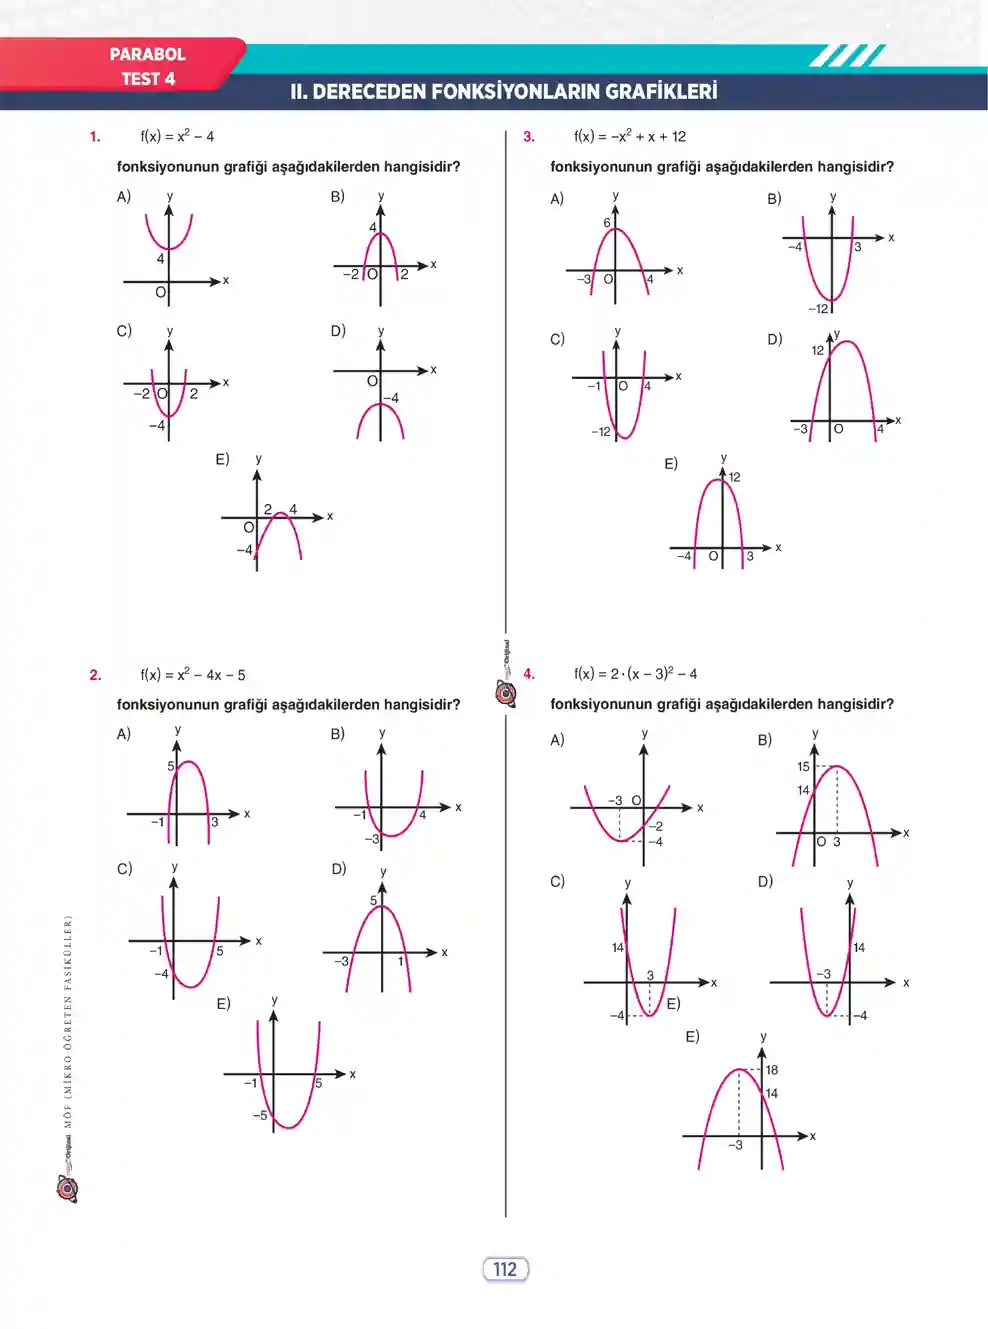 PARABOL
TEST 4
II. DERECEDEN FONKSİYONLARIN GRAFİKLERİ
1. f(x) = x² – 4
fonksiyonunun grafiği aşağıdakilerden hangisidir?
A) y 4 x O
B) y 4 –2 O 2 x
C) y x –2 O 2 –4
D) y x O –4
E) y 2 4 x O –4
2. f(x) = x² – 4x – 5
fonksiyonunun grafiği aşağıdakilerden hangisidir?
A) y 5 –1 3 x
B) y –1 4 x –3
C) y –1 5 x –4
D) y 5 –3 1 x
E) y –1 5 x –5
3. f(x) = –x² + x + 12
fonksiyonunun grafiği aşağıdakilerden hangisidir?
A) y 6 –3 O 4 x
B) y –4 3 x –12
C) y –1 O 4 x –12
D) y 12 –3 O 4 x
E) y 12 –4 O 3 x
4. f(x) = 2·(x – 3)² – 4
fonksiyonunun grafiği aşağıdakilerden hangisidir?
A) y –3 O x –2 –4
B) y 15 14 O 3 x
C) y 14 3 x –4
E)
D) y 14 –3 x –4
E) y 18 14 –3 x
Orijinal
Orijinal MÖF (MİKRO ÖĞRETEN FASİKÜLLER)
112